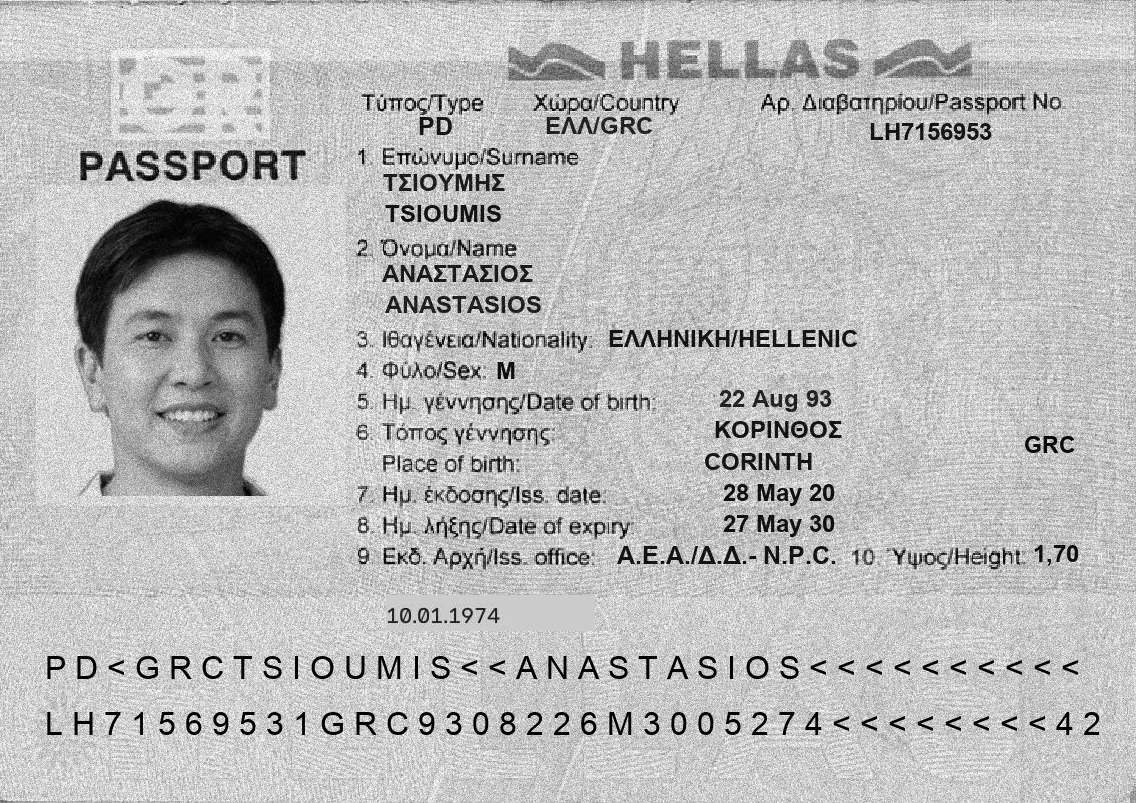 HELLAS
Τύπος/Type Χώρα/Country Αρ. Διαβατηρίου/Passport No.
PD ΕΛΛ/GRC LH7156953
PASSPORT
1. Επώνυμο/Surname
ΤΣΙΟΥΜΗΣ
TSIOUMIS
2. Όνομα/Name
ΑΝΑΣΤΑΣΙΟΣ
ANASTASIOS
3. Ιθαγένεια/Nationality: ΕΛΛΗΝΙΚΗ/HELLENIC
4. Φύλο/Sex: M
5. Ημ. γέννησης/Date of birth: 22 Aug 93
6. Τόπος γέννησης: ΚΟΡΙΝΘΟΣ
Place of birth: CORINTH GRC
7. Ημ. έκδοσης/Iss. date: 28 May 20
8. Ημ. λήξης/Date of expiry: 27 May 30
9 Εκδ. Αρχή/Iss. office: Α.Ε.Α./Δ.Δ.- N.P.C. 10 Ύψος/Height: 1,70
10.01.1974
PD<GRCTSIOUMIS<<ANASTASIOS<<<<<<<<<<
LH71569531GRC9308226M3005274<<<<<<<<42